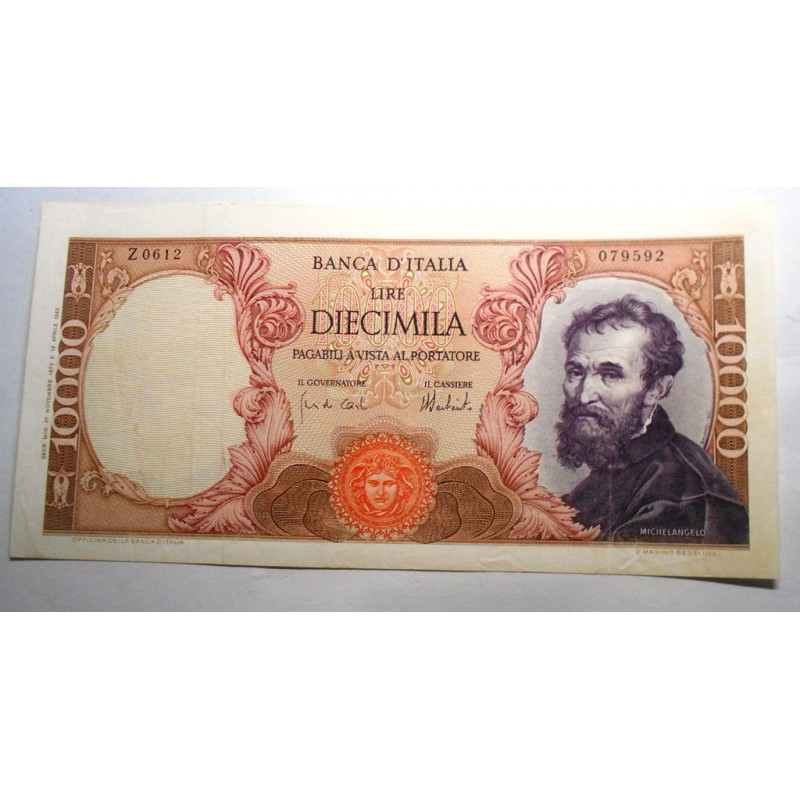 Z 0612
079592
BANCA D'ITALIA
LIRE
DIECIMILA
PAGABILI A VISTA AL PORTATORE
IL GOVERNATORE
IL CASSIERE
10000
10000
MICHELANGELO
OFFICINA DELLA BANCA D'ITALIA